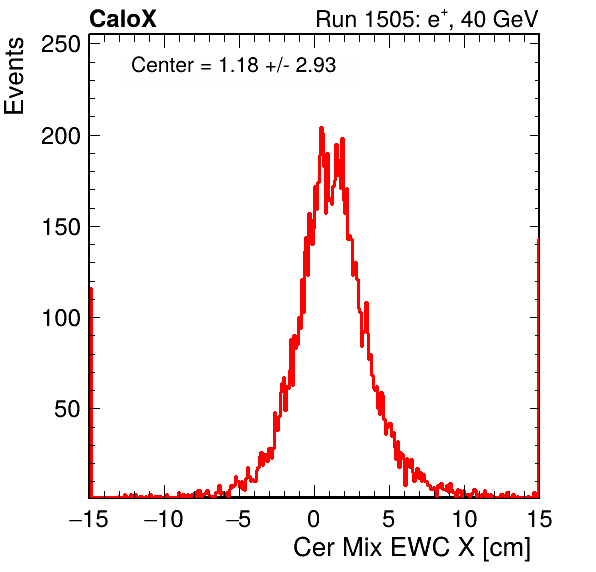 CaloX Run 1505: e⁺, 40 GeV
Events
Center = 1.18 +/- 2.93
250
200
150
100
50
−15 −10 −5 0 5 10 15
Cer Mix EWC X [cm]